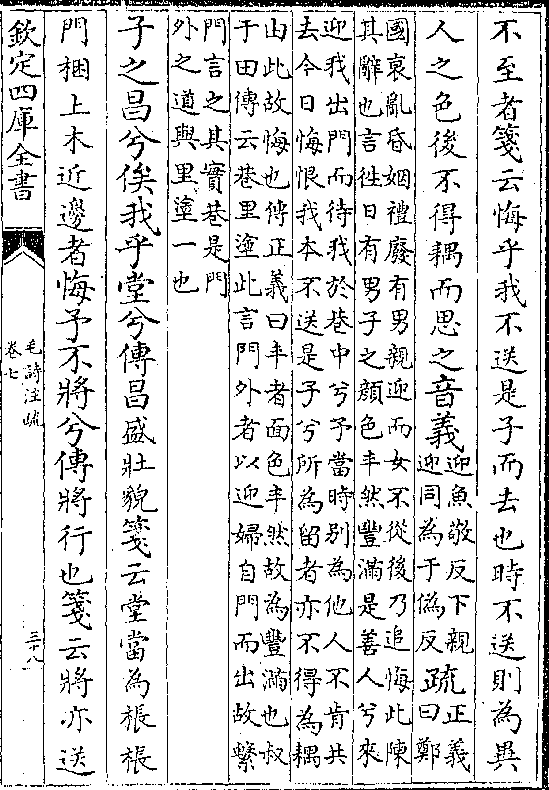 不至者箋云悔乎我不送是子而去也時不送則為異
人之色後不得耦而思之音義迎魚敬反下親迎同為于偽反疏正義曰鄭
國衰亂昏姻禮廢有男親迎而女不從後乃追悔此陳
其辭也言徃日有男子之顔色丰然豐滿是善人兮來
迎我出門而待我於巷中兮予當時別為他人不肯共
去今日悔恨我本不送是子兮所為留者亦不得為耦
由此故悔也傳正義曰丰者面色丰然故為豐滿也叔
于田傳云巷里塗此言門外者以迎婦自門而出故繫
門言之其實巷是門
外之道與里塗一也
子之昌兮俟我乎堂兮傳昌盛壯貌箋云堂當為棖棖
門梱上木近邊者悔予不將兮傳將行也箋云將亦送
欽定四庫全書
毛詩注疏
卷七
三十八